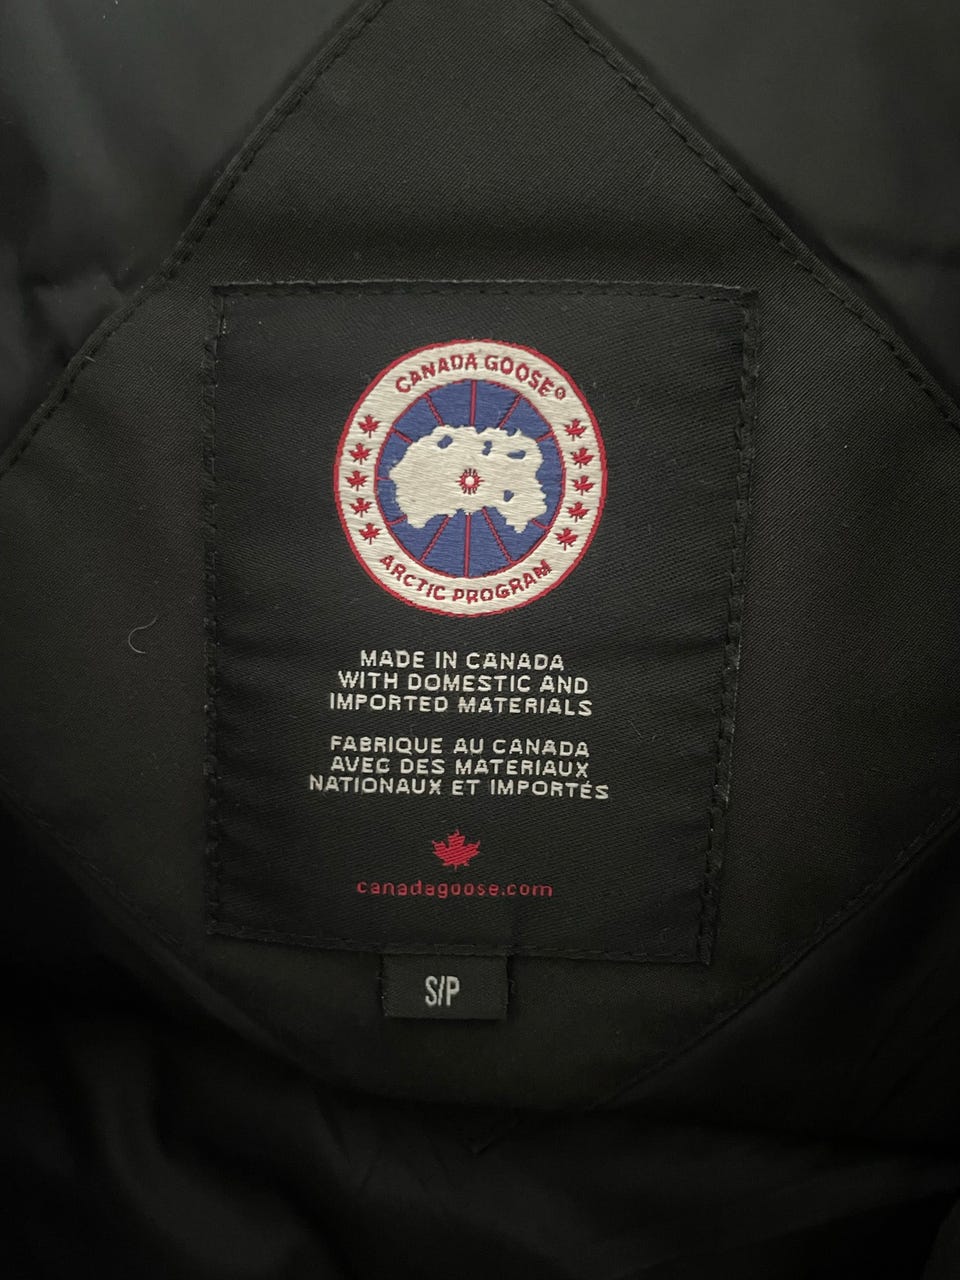 CANADA GOOSE®
ARCTIC PROGRAM
MADE IN CANADA
WITH DOMESTIC AND
IMPORTED MATERIALS
FABRIQUE AU CANADA
AVEC DES MATERIAUX
NATIONAUX ET IMPORTÉS
canadagoose.com
S/P